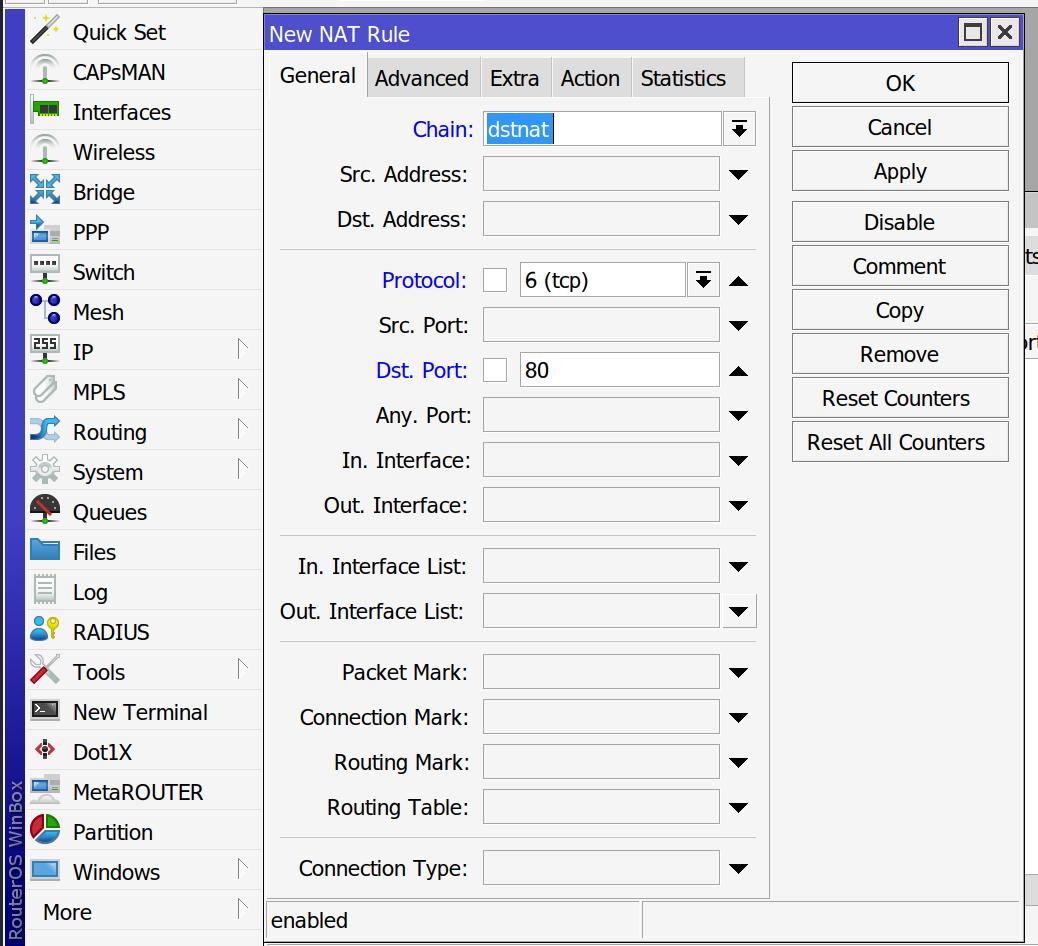 New NAT Rule
Quick Set
CAPsMAN
Interfaces
Wireless
Bridge
PPP
Switch
Mesh
255
IP
MPLS
Routing
System
Queues
Files
Log
RADIUS
Tools
New Terminal
Dot1X
MetaROUTER
Partition
Windows
More
RouterOS WinBox
General
Advanced
Extra
Action
Statistics
Chain: dstnat
Src. Address:
Dst. Address:
Protocol: 6 (tcp)
Src. Port:
Dst. Port: 80
Any. Port:
In. Interface:
Out. Interface:
In. Interface List:
Out. Interface List:
Packet Mark:
Connection Mark:
Routing Mark:
Routing Table:
Connection Type:
enabled
OK
Cancel
Apply
Disable
Comment
Copy
Remove
Reset Counters
Reset All Counters